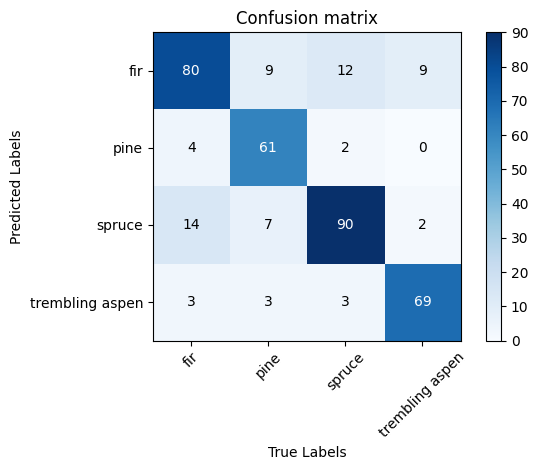 Confusion matrix
fir 80 9 12 9
pine 4 61 2 0
spruce 14 7 90 2
trembling aspen 3 3 3 69
fir pine spruce trembling aspen
True Labels
Predicted Labels
90
80
70
60
50
40
30
20
10
0